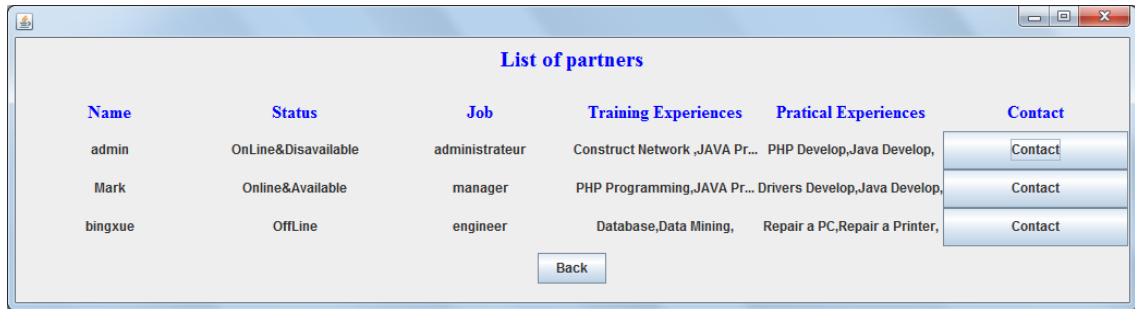 List of partners
Name Status Job Training Experiences Pratical Experiences Contact
admin OnLine&Disavailable administrateur Construct Network ,JAVA Pr... PHP Develop,Java Develop, Contact
Mark Online&Available manager PHP Programming,JAVA Pr... Drivers Develop,Java Develop, Contact
bingxue OffLine engineer Database,Data Mining, Repair a PC,Repair a Printer, Contact
Back